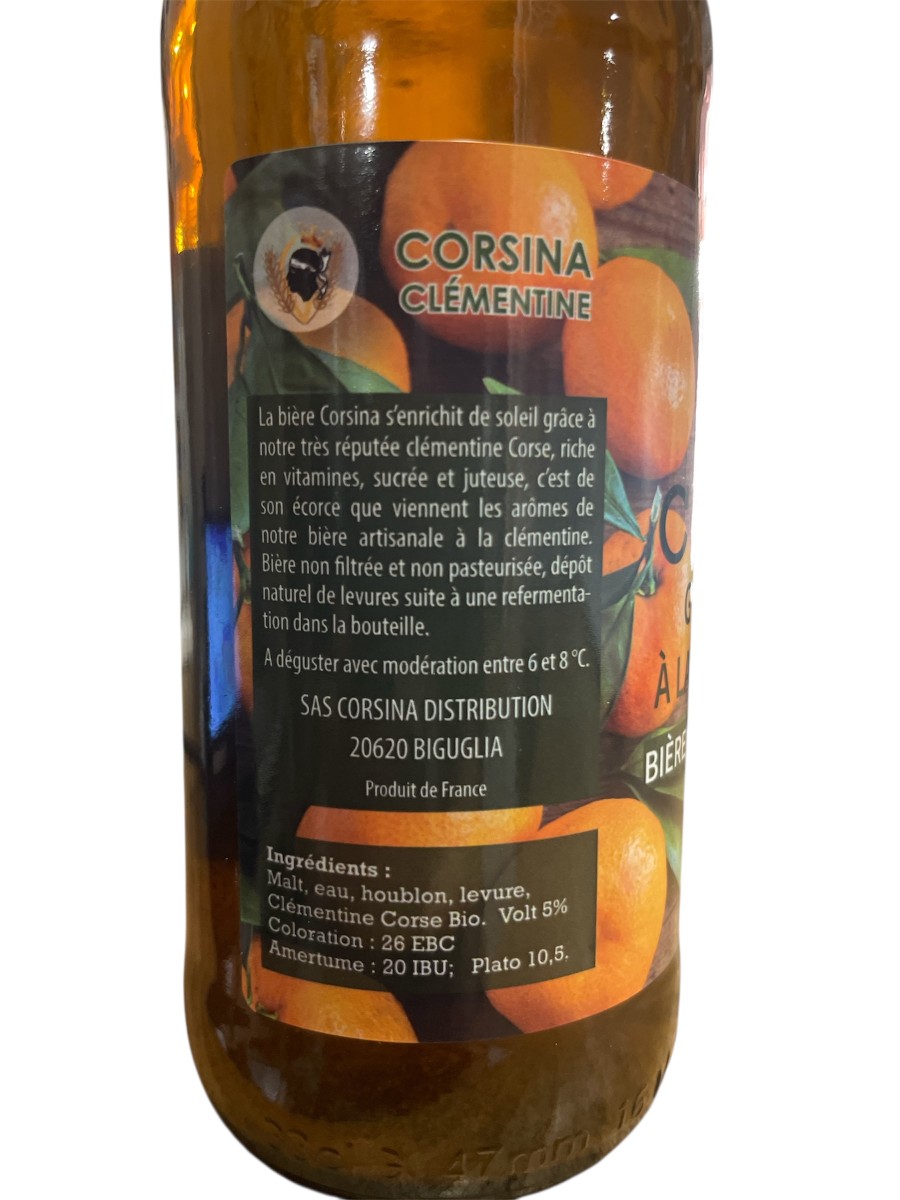 CORSINA
CLÉMENTINE
La bière Corsina s'enrichit de soleil grâce à
notre très réputée clémentine Corse, riche
en vitamines, sucrée et juteuse, c'est de
son écorce que viennent les arômes de
notre bière artisanale à la clémentine.
Bière non filtrée et non pasteurisée, dépôt
naturel de levures suite à une refermenta-
tion dans la bouteille.
A déguster avec modération entre 6 et 8 °C.
SAS CORSINA DISTRIBUTION
20620 BIGUGLIA
Produit de France
Ingrédients :
Malt, eau, houblon, levure,
Clémentine Corse Bio. Volt 5%
Coloration : 26 EBC
Amertume : 20 IBU; Plato 10,5.
C
G
À LA
BIÈRE
47 mm